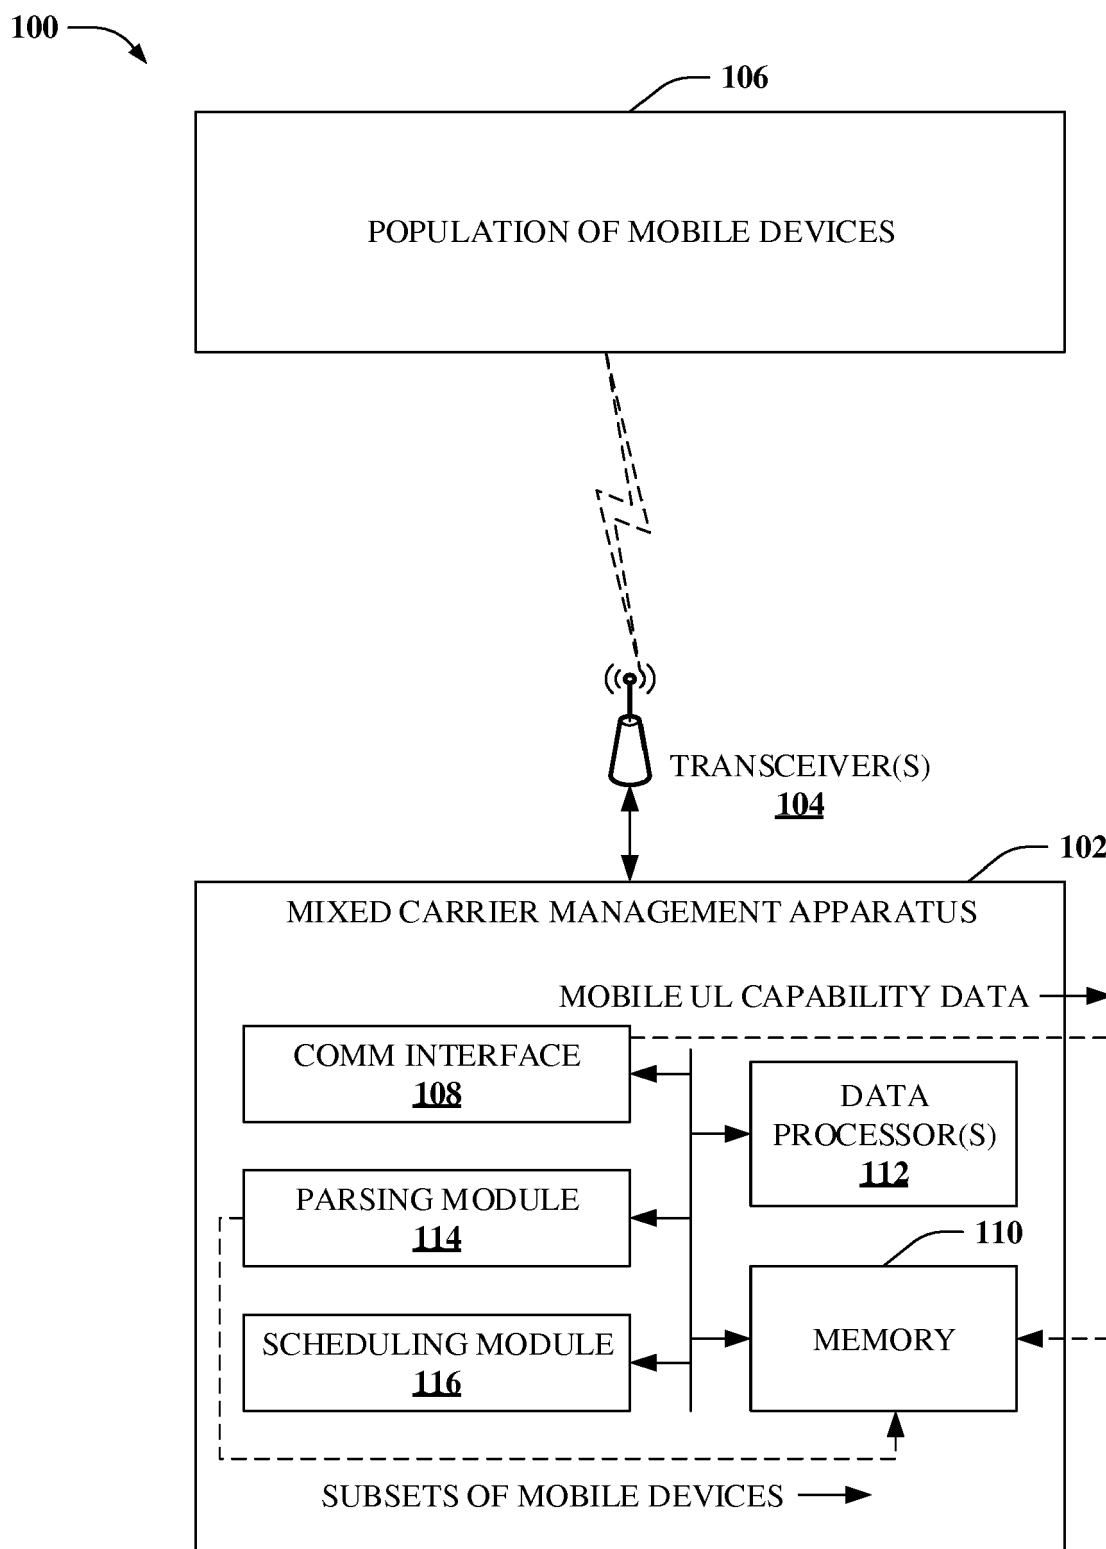 100
106
POPULATION OF MOBILE DEVICES
TRANSCEIVER(S)
104
102
MIXED CARRIER MANAGEMENT APPARATUS
MOBILE UL CAPABILITY DATA
COMM INTERFACE
108
DATA
PROCESSOR(S)
112
PARSING MODULE
114
110
SCHEDULING MODULE
116
MEMORY
SUBSETS OF MOBILE DEVICES